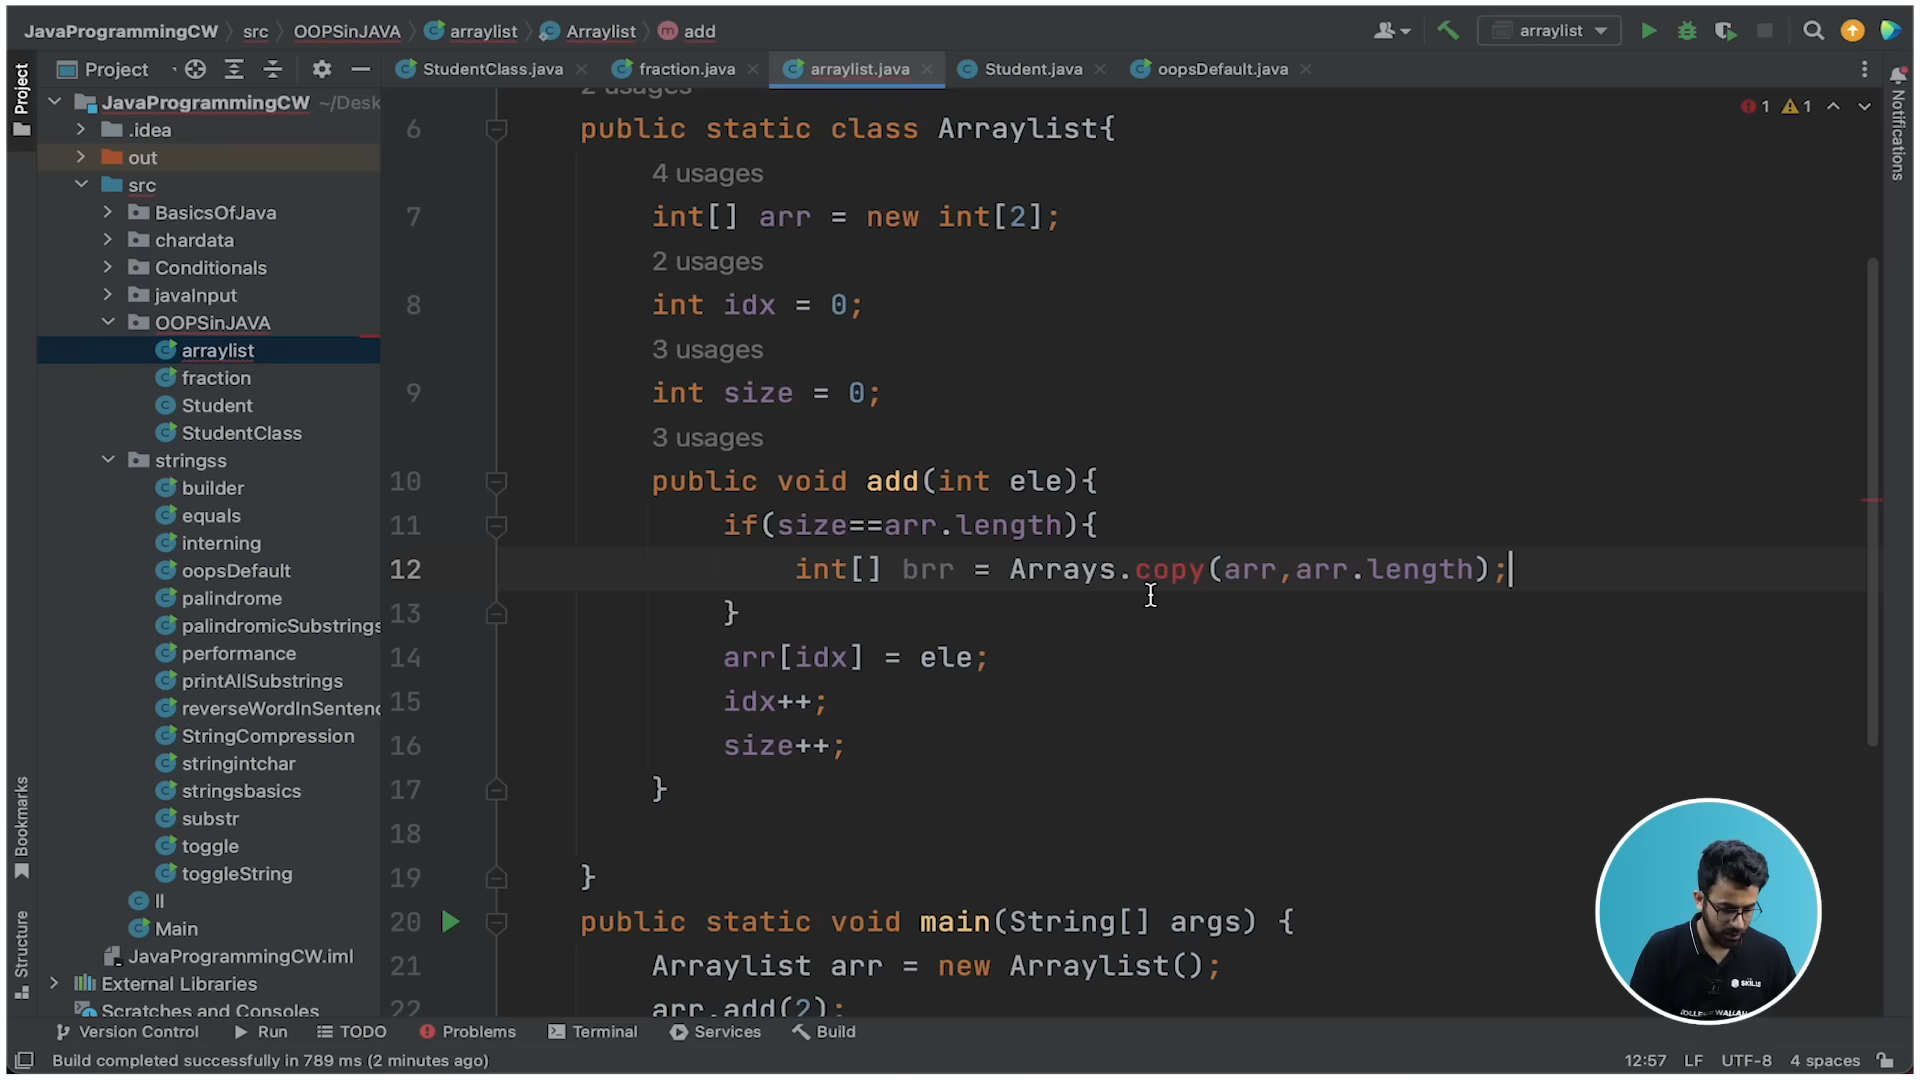 JavaProgrammingCW
src
OOPSinJAVA
arraylist
Arraylist
add
arraylist
Project
Project
StudentClass.java
fraction.java
arraylist.java
Student.java
oopsDefault.java
Notifications
Bookmarks
Structure
JavaProgrammingCW ~/Desk
.idea
out
src
BasicsOfJava
chardata
Conditionals
javaInput
OOPSinJAVA
arraylist
fraction
Student
StudentClass
stringss
builder
equals
interning
oopsDefault
palindrome
palindromicSubstrings
performance
printAllSubstrings
reverseWordInSentenc
StringCompression
stringintchar
stringsbasics
substr
toggle
toggleString
ll
Main
JavaProgrammingCW.iml
External Libraries
Scratches and Consoles
1 1
2 usages
6 public static class Arraylist{
4 usages
7 int[] arr = new int[2];
2 usages
8 int idx = 0;
3 usages
9 int size = 0;
3 usages
10 public void add(int ele){
11 if(size==arr.length){
12 int[] brr = Arrays.copy(arr,arr.length);
13 }
14 arr[idx] = ele;
15 idx++;
16 size++;
17 }
18
19 }
20 public static void main(String[] args) {
21 Arraylist arr = new Arraylist();
22 arr.add(2);
SKILLS
Version Control
Run
TODO
Problems
Terminal
Services
Build
Build completed successfully in 789 ms (2 minutes ago)
12:57 LF UTF-8 4 spaces